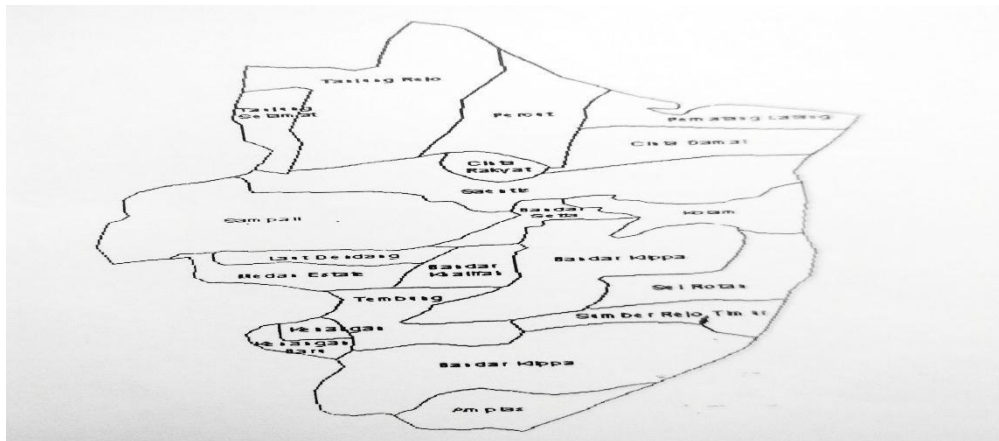 Tanjung Rejo
Tanjung
Selamat
Percut
Pematang Lalang
Cinta Damai
Cinta
Rakyat
Saentis
Bandar
Setia
Kolam
Sampali
Laut Dendang
Bandar Klippa
Medan Estate
Bandar
Sei Rotan
Tembung
Sumber Rejo Timur
Kenangan
Kenangan
Baru
Bandar Klippa
Amplas